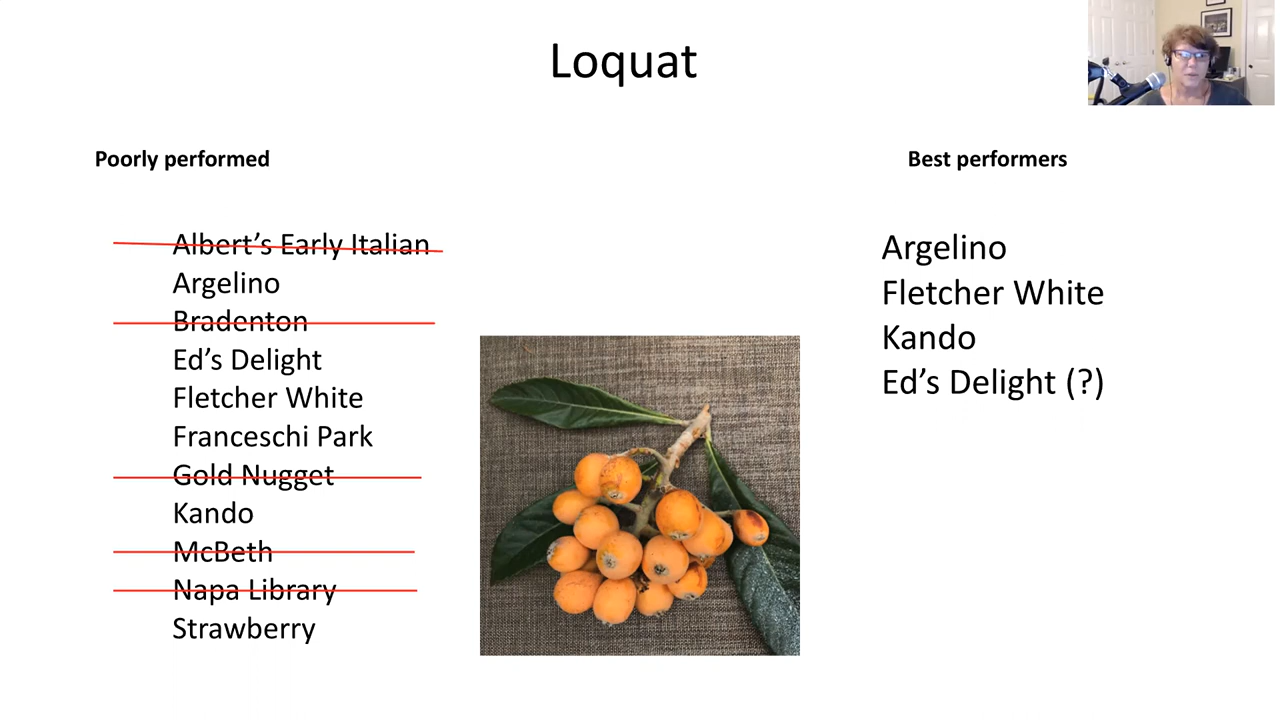 Loquat
Poorly performed
Albert's Early Italian
Argelino
Bradenton
Ed's Delight
Fletcher White
Franceschi Park
Gold Nugget
Kando
McBeth
Napa Library
Strawberry
Best performers
Argelino
Fletcher White
Kando
Ed's Delight (?)